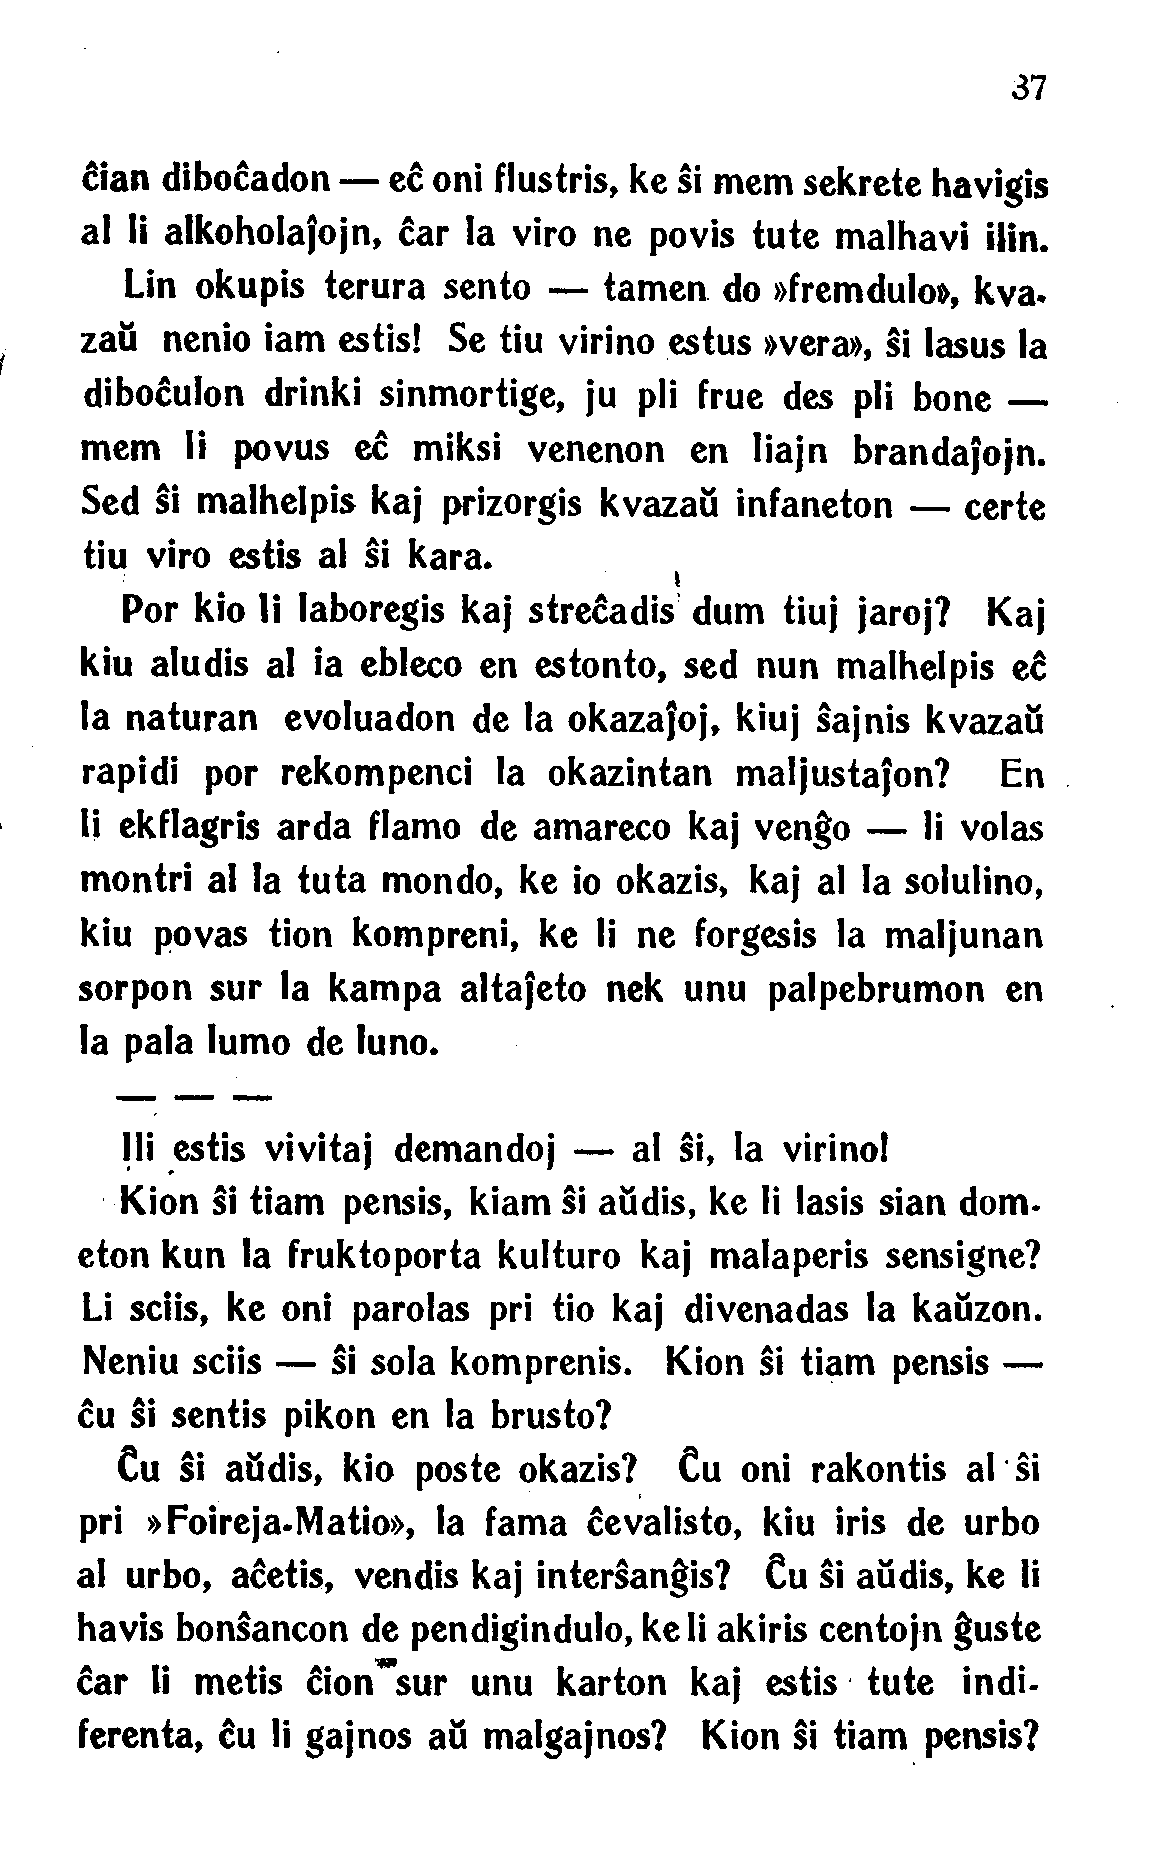 37
ĉian diboĉadon — eĉ oni flustris, ke ŝi mem sekrete havigis
al li alkoholaĵojn, ĉar la viro ne povis tute malhavi ilin.
Lin okupis terura sento — tamen do »fremdulo», kva-
zaŭ nenio iam estis! Se tiu virino estus »vera», ŝi lasus la
diboĉulon drinki sinmortige, ju pli frue des pli bone —
mem li povus eĉ miksi venenon en liajn brandaĵojn.
Sed ŝi malhelpis kaj prizorgis kvazaŭ infaneton — certe
tiu viro estis al ŝi kara.
Por kio li laboregis kaj streĉadis dum tiuj jaroj? Kaj
kiu aludis al ia ebleco en estonto, sed nun malhelpis eĉ
la naturan evoluadon de la okazaĵoj, kiuj ŝajnis kvazaŭ
rapidi por rekompenci la okazintan maljustaĵon? En
li ekflagris arda flamo de amareco kaj venĝo — li volas
montri al la tuta mondo, ke io okazis, kaj al la solulino,
kiu povas tion kompreni, ke li ne forgesis la maljunan
sorpon sur la kampa altaĵeto nek unu palpebrumon en
la pala lumo de luno.
— — —
Ili estis vivitaj demandoj — al ŝi, la virino!
Kion ŝi tiam pensis, kiam ŝi aŭdis, ke li lasis sian dom-
eton kun la fruktoporta kulturo kaj malaperis sensigne?
Li sciis, ke oni parolas pri tio kaj divenadas la kaŭzon.
Neniu sciis — ŝi sola komprenis. Kion ŝi tiam pensis —
ĉu ŝi sentis pikon en la brusto?
Ĉu ŝi aŭdis, kio poste okazis? Ĉu oni rakontis al ŝi
pri »Foireja-Matio», la fama ĉevalisto, kiu iris de urbo
al urbo, aĉetis, vendis kaj interŝanĝis? Ĉu ŝi aŭdis, ke li
havis bonŝancon de pendigindulo, ke li akiris centojn ĝuste
ĉar li metis ĉion sur unu karton kaj estis tute indi-
ferenta, ĉu li gajnos aŭ malgajnos? Kion ŝi tiam pensis?